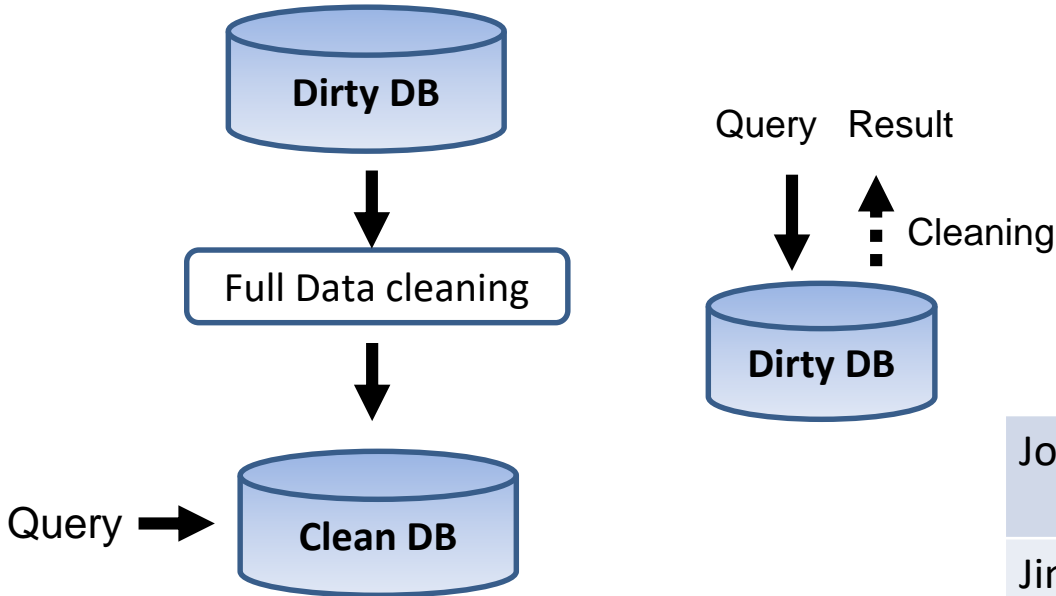 Dirty DB
Full Data cleaning
Query
Clean DB
Query Result
Cleaning
Dirty DB